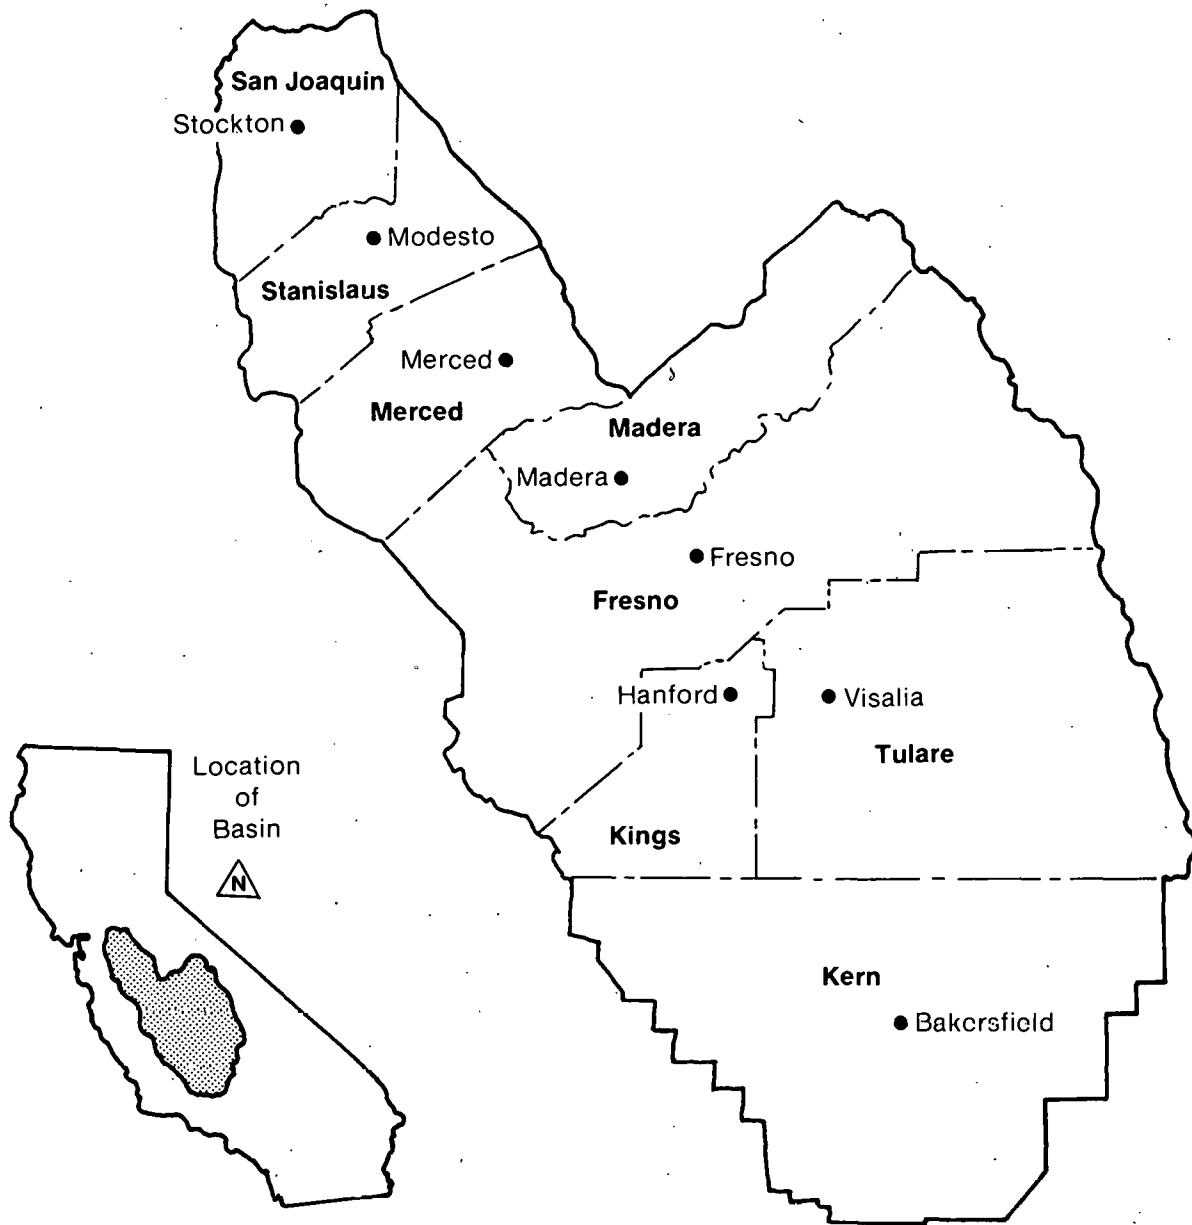 San Joaquin
Stockton
Modesto
Stanislaus
Merced
Merced
Madera
Madera
Fresno
Fresno
Hanford
Visalia
Tulare
Kings
Kern
Bakersfield
Location
of
Basin
N